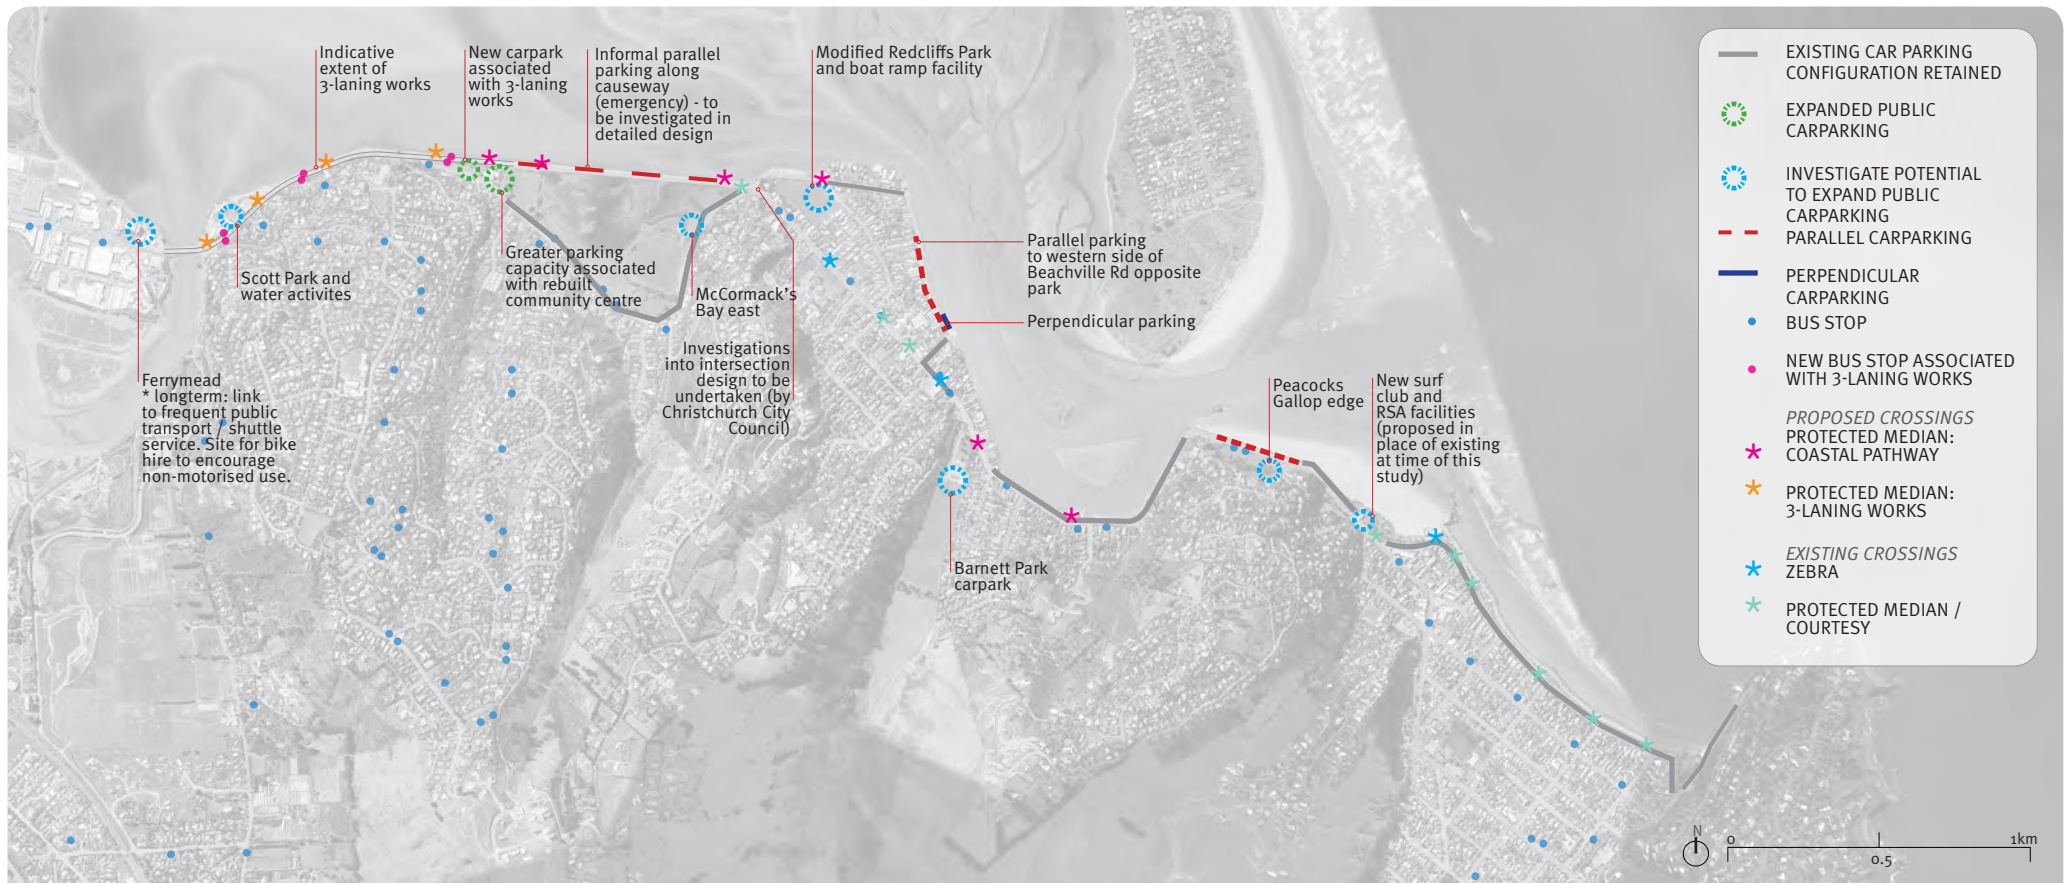 Indicative
extent of
3-laning works
New carpark
associated
with 3-laning
works
Informal parallel
parking along
causeway
(emergency) - to
be investigated in
detailed design
Modified Redcliffs Park
and boat ramp facility
Scott Park and
water activites
Greater parking
capacity associated
with rebuilt
community centre
McCormack's
Bay east
Parallel parking
to western side of
Beachville Rd opposite
park
Perpendicular parking
Investigations
into intersection
design to be
undertaken (by
Christchurch City
Council)
Ferrymead
* longterm: link
to frequent public
transport / shuttle
service. Site for bike
hire to encourage
non-motorised use.
Peacocks
Gallop edge
New surf
club and
RSA facilities
(proposed in
place of existing
at time of this
study)
Barnett Park
carpark
EXISTING CAR PARKING
CONFIGURATION RETAINED
EXPANDED PUBLIC
CARPARKING
INVESTIGATE POTENTIAL
TO EXPAND PUBLIC
CARPARKING
PARALLEL CARPARKING
PERPENDICULAR
CARPARKING
BUS STOP
NEW BUS STOP ASSOCIATED
WITH 3-LANING WORKS
PROPOSED CROSSINGS
PROTECTED MEDIAN:
COASTAL PATHWAY
PROTECTED MEDIAN:
3-LANING WORKS
EXISTING CROSSINGS
ZEBRA
PROTECTED MEDIAN /
COURTESY
N
0 1km
0.5